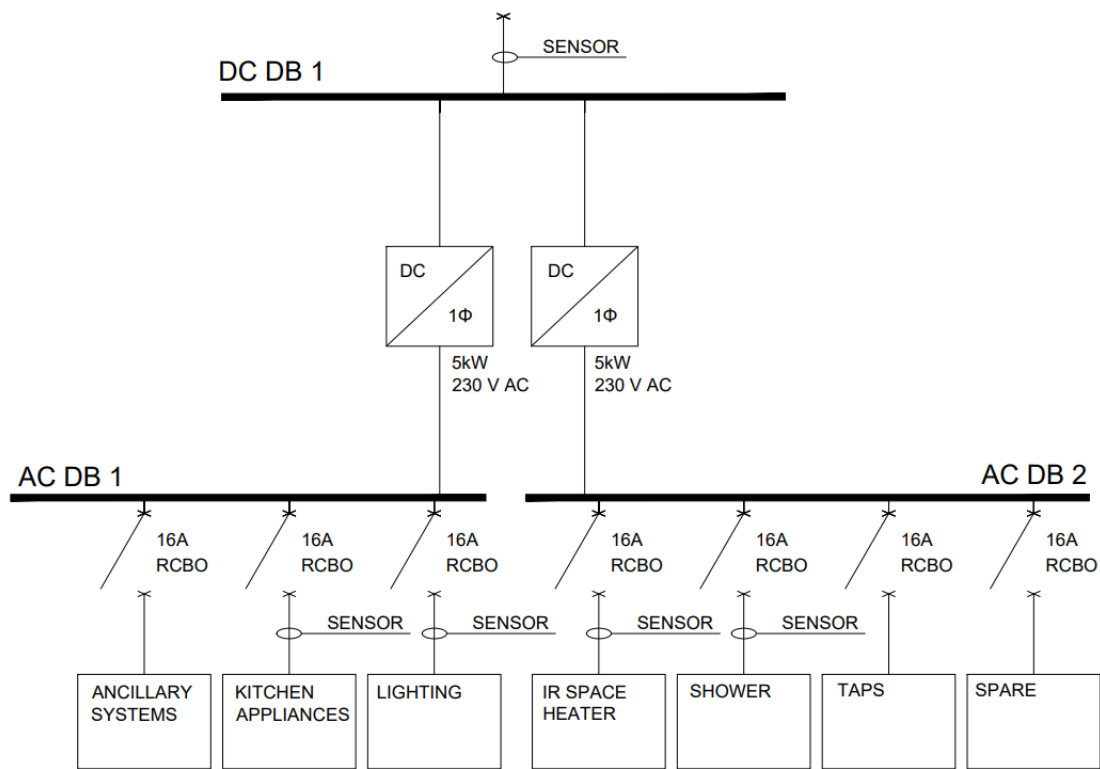 SENSOR
DC DB 1
DC
1Φ
5kW
230 V AC
DC
1Φ
5kW
230 V AC
AC DB 1
AC DB 2
16A
RCBO
16A
RCBO
16A
RCBO
16A
RCBO
16A
RCBO
16A
RCBO
16A
RCBO
SENSOR
SENSOR
SENSOR
SENSOR
ANCILLARY
SYSTEMS
KITCHEN
APPLIANCES
LIGHTING
IR SPACE
HEATER
SHOWER
TAPS
SPARE